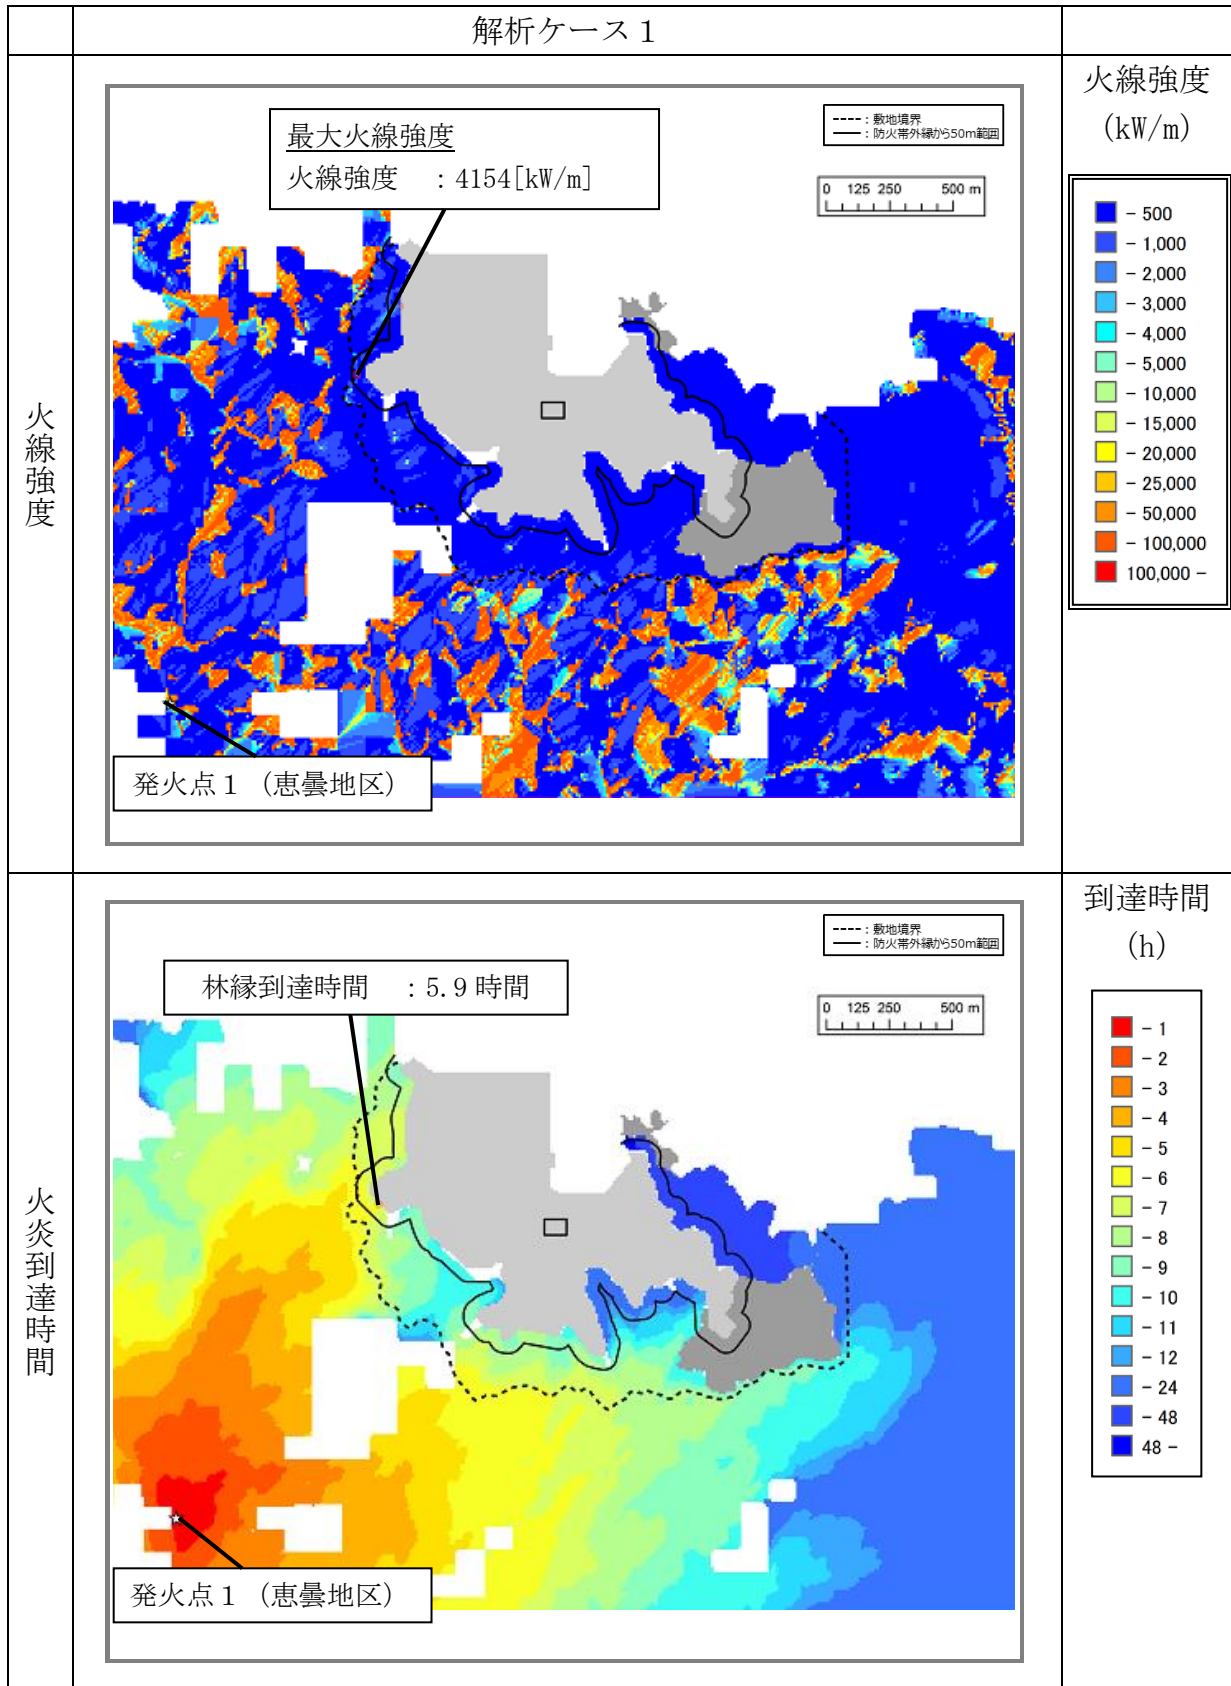 解析ケース１
火線強度
火線強度
(kW/m)
最大火線強度
火線強度 ：4154[kW/m]
----：敷地境界
―：防火帯外縁から50m範囲
0 125 250 500 m
発火点１（恵曇地区）
- 500
- 1,000
- 2,000
- 3,000
- 4,000
- 5,000
- 10,000
- 15,000
- 20,000
- 25,000
- 50,000
- 100,000
100,000 -
火炎到達時間
到達時間
(h)
林縁到達時間 ：5.9 時間
----：敷地境界
―：防火帯外縁から50m範囲
0 125 250 500 m
発火点１（恵曇地区）
- 1
- 2
- 3
- 4
- 5
- 6
- 7
- 8
- 9
- 10
- 11
- 12
- 24
- 48
48 -